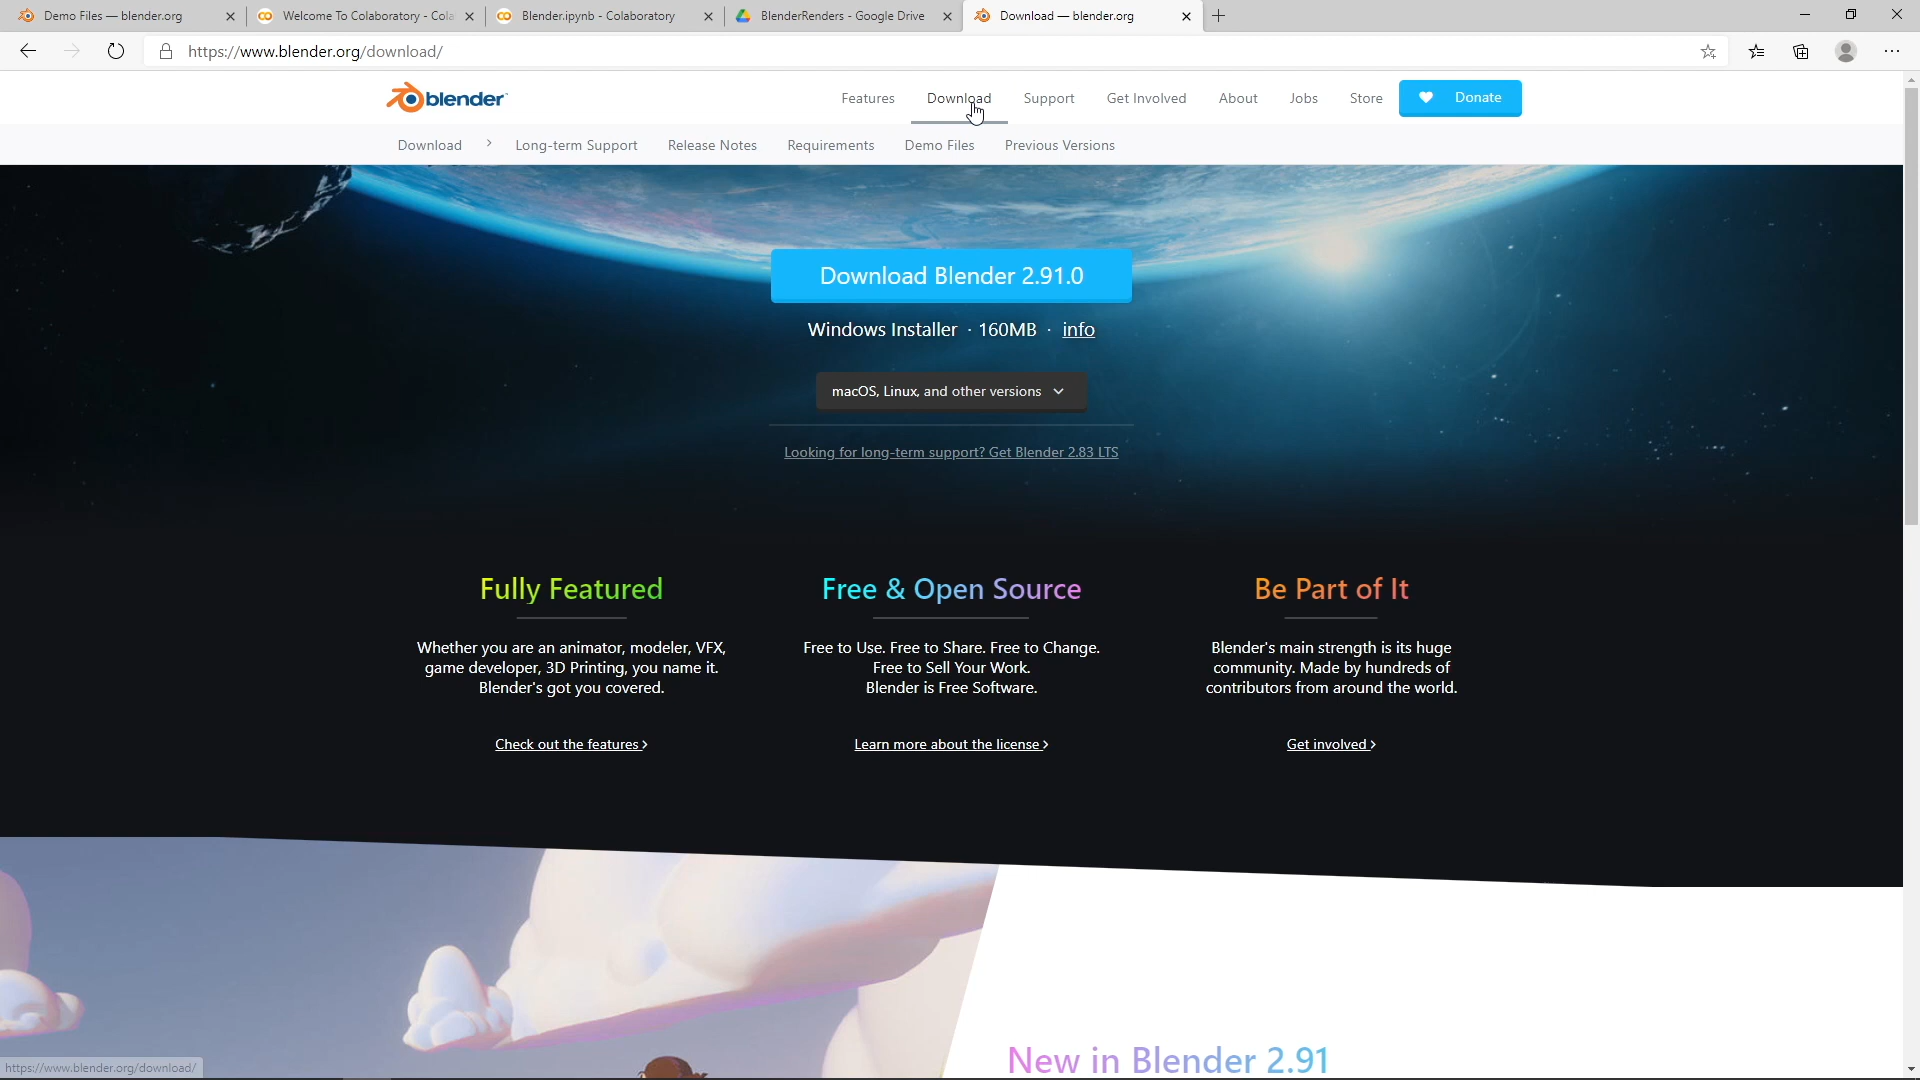 Demo Files — blender.org
Welcome To Colaboratory - Cola
Blender.ipynb - Colaboratory
BlenderRenders - Google Drive
Download — blender.org
https://www.blender.org/download/
blender
Features
Download
Support
Get Involved
About
Jobs
Store
Donate
Download
Long-term Support
Release Notes
Requirements
Demo Files
Previous Versions
Download Blender 2.91.0
Windows Installer · 160MB · info
macOS, Linux, and other versions
Looking for long-term support? Get Blender 2.83 LTS
Fully Featured
Whether you are an animator, modeler, VFX,
game developer, 3D Printing, you name it.
Blender's got you covered.
Check out the features >
Free & Open Source
Free to Use. Free to Share. Free to Change.
Free to Sell Your Work.
Blender is Free Software.
Learn more about the license >
Be Part of It
Blender's main strength is its huge
community. Made by hundreds of
contributors from around the world.
Get involved >
New in Blender 2.91
https://www.blender.org/download/